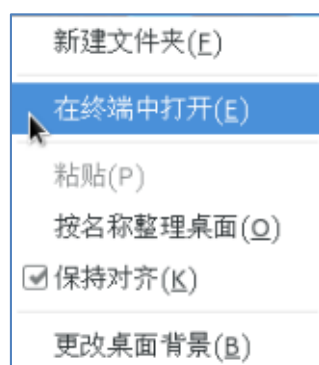 新建文件夹(F)
在终端中打开(E)
粘贴(P)
按名称整理桌面(O)
保持对齐(K)
更改桌面背景(B)